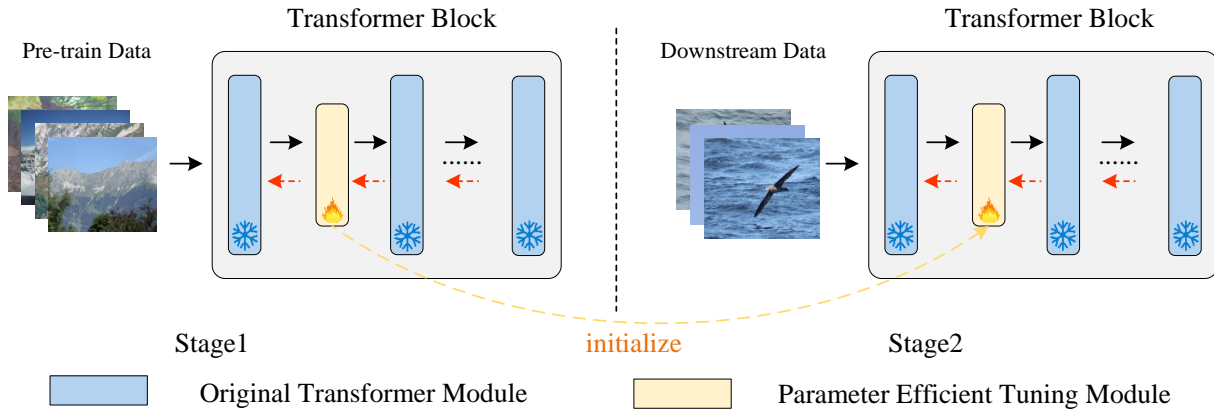 Transformer Block
Transformer Block
Pre-train Data
Downstream Data
......
......
Stage1
initialize
Stage2
Original Transformer Module
Parameter Efficient Tuning Module